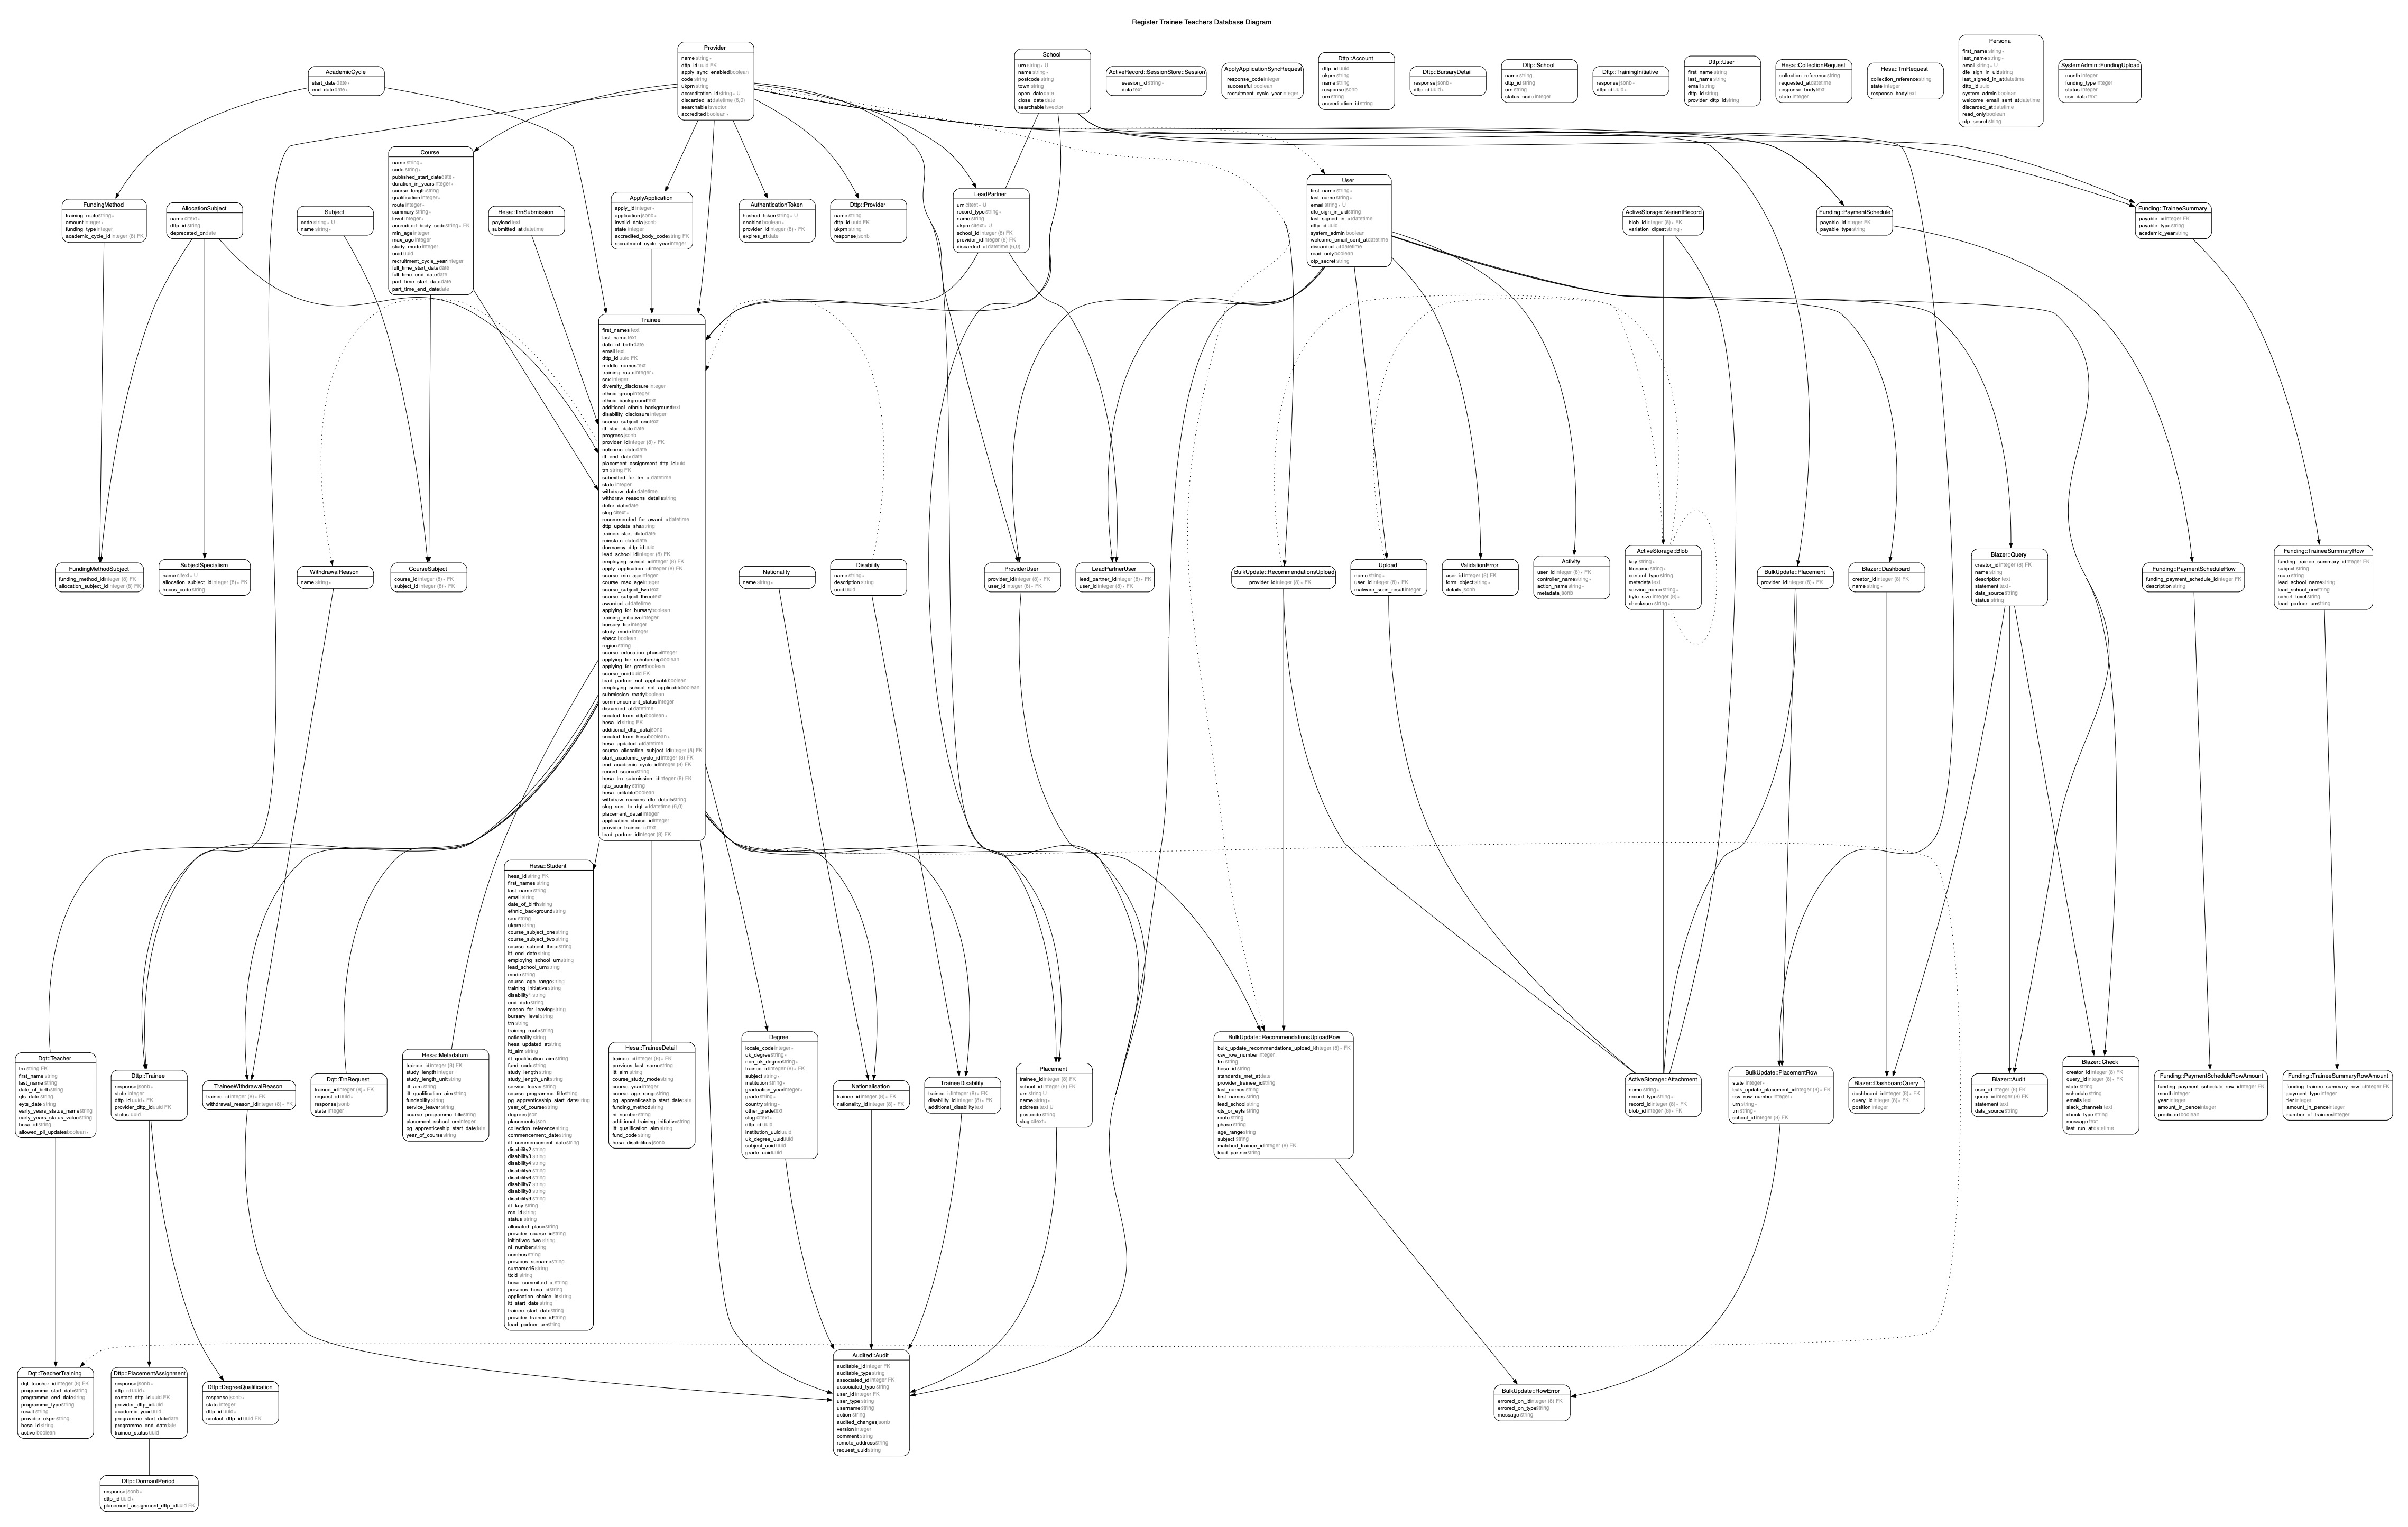 Register Trainee Teachers Database Diagram
AcademicCycle
start_date date ∗
end_date date ∗
Provider
name string ∗
dttp_id uuid FK
apply_sync_enabled boolean
code string
ukprn string
accreditation_id string ∗ U
discarded_at datetime (6,0)
searchable tsvector
accredited boolean ∗
School
urn string ∗ U
name string ∗
postcode string
town string
open_date date
close_date date
searchable tsvector
ActiveRecord::SessionStore::Session
session_id string ∗
data text
ApplyApplicationSyncRequest
response_code integer
successful boolean
recruitment_cycle_year integer
Dttp::Account
dttp_id uuid
ukprn string
name string
response jsonb
urn string
accreditation_id string
Dttp::BursaryDetail
response jsonb ∗
dttp_id uuid ∗
Dttp::School
name string
dttp_id string
urn string
status_code integer
Dttp::TrainingInitiative
response jsonb ∗
dttp_id uuid ∗
Dttp::User
first_name string
last_name string
email string
dttp_id string
provider_dttp_id string
Hesa::CollectionRequest
collection_reference string
requested_at datetime
response_body text
state integer
Hesa::TrnRequest
collection_reference string
state integer
response_body text
Persona
first_name string ∗
last_name string ∗
email string ∗ U
dfe_sign_in_uid string
last_signed_in_at datetime
dttp_id uuid
system_admin boolean
welcome_email_sent_at datetime
discarded_at datetime
read_only boolean
otp_secret string
SystemAdmin::FundingUpload
month integer
funding_type integer
status integer
csv_data text
FundingMethod
training_route string ∗
amount integer ∗
funding_type integer
academic_cycle_id integer (8) FK
AllocationSubject
name citext ∗
dttp_id string
deprecated_on date
Subject
code string ∗ U
name string ∗
Course
name string ∗
code string ∗
published_start_date date ∗
duration_in_years integer ∗
course_length string
qualification integer ∗
route integer ∗
summary string ∗
level integer ∗
accredited_body_code string ∗ FK
min_age integer
max_age integer
study_mode integer
uuid uuid
recruitment_cycle_year integer
full_time_start_date date
full_time_end_date date
part_time_start_date date
part_time_end_date date
Hesa::TrnSubmission
payload text
submitted_at datetime
ApplyApplication
apply_id integer ∗
application jsonb ∗
invalid_data jsonb
state integer
accredited_body_code string FK
recruitment_cycle_year integer
AuthenticationToken
hashed_token string ∗ U
enabled boolean ∗
provider_id integer (8) ∗ FK
expires_at date
Dttp::Provider
name string
dttp_id uuid FK
ukprn string
response jsonb
LeadPartner
urn citext ∗ U
record_type string ∗
name string
ukprn citext ∗ U
school_id integer (8) FK
provider_id integer (8) FK
discarded_at datetime (6,0)
User
first_name string ∗
last_name string ∗
email string ∗ U
dfe_sign_in_uid string
last_signed_in_at datetime
dttp_id uuid
system_admin boolean
welcome_email_sent_at datetime
discarded_at datetime
read_only boolean
otp_secret string
ActiveStorage::VariantRecord
blob_id integer (8) ∗ FK
variation_digest string ∗
Funding::PaymentSchedule
payable_id integer FK
payable_type string
Funding::TraineeSummary
payable_id integer FK
payable_type string
academic_year string
Trainee
first_names text
last_name text
date_of_birth date
email text
dttp_id uuid FK
middle_names text
training_route integer ∗
sex integer
diversity_disclosure integer
ethnic_group integer
ethnic_background text
additional_ethnic_background text
disability_disclosure integer
course_subject_one text
itt_start_date date
progress jsonb
provider_id integer (8) ∗ FK
outcome_date date
itt_end_date date
placement_assignment_dttp_id uuid
trn string FK
submitted_for_trn_at datetime
state integer
withdraw_date datetime
withdraw_reasons_details string
defer_date date
slug citext ∗
recommended_for_award_at datetime
dttp_update_sha string
trainee_start_date date
reinstate_date date
dormancy_dttp_id uuid
lead_school_id integer (8) FK
employing_school_id integer (8) FK
apply_application_id integer (8) FK
course_min_age integer
course_max_age integer
course_subject_two text
course_subject_three text
awarded_at datetime
applying_for_bursary boolean
training_initiative integer
bursary_tier integer
study_mode integer
ebacc boolean
region string
course_education_phase integer
applying_for_scholarship boolean
applying_for_grant boolean
course_uuid uuid FK
lead_partner_not_applicable boolean
employing_school_not_applicable boolean
submission_ready boolean
commencement_status integer
discarded_at datetime
created_from_dttp boolean ∗
hesa_id string FK
additional_dttp_data jsonb
created_from_hesa boolean ∗
hesa_updated_at datetime
course_allocation_subject_id integer (8) FK
start_academic_cycle_id integer (8) FK
end_academic_cycle_id integer (8) FK
record_source string
hesa_trn_submission_id integer (8) FK
iqts_country string
hesa_editable boolean
withdraw_reasons_dfe_details string
slug_sent_to_dqt_at datetime (6,0)
placement_detail integer
application_choice_id integer
provider_trainee_id text
lead_partner_id integer (8) FK
FundingMethodSubject
funding_method_id integer (8) FK
allocation_subject_id integer (8) FK
SubjectSpecialism
name citext ∗ U
allocation_subject_id integer (8) ∗ FK
hecos_code string
WithdrawalReason
name string ∗
CourseSubject
course_id integer (8) ∗ FK
subject_id integer (8) ∗ FK
Nationality
name string ∗
Disability
name string ∗
description string
uuid uuid
ProviderUser
provider_id integer (8) ∗ FK
user_id integer (8) ∗ FK
LeadPartnerUser
lead_partner_id integer (8) ∗ FK
user_id integer (8) ∗ FK
BulkUpdate::RecommendationsUpload
provider_id integer (8) ∗ FK
Upload
name string ∗
user_id integer (8) ∗ FK
malware_scan_result integer
ValidationError
user_id integer (8) FK
form_object string ∗
details jsonb
Activity
user_id integer (8) ∗ FK
controller_name string ∗
action_name string ∗
metadata jsonb
ActiveStorage::Blob
key string ∗
filename string ∗
content_type string
metadata text
service_name string ∗
byte_size integer (8) ∗
checksum string ∗
BulkUpdate::Placement
provider_id integer (8) ∗ FK
Blazer::Dashboard
creator_id integer (8) FK
name string ∗
Blazer::Query
creator_id integer (8) FK
name string
description text
statement text ∗
data_source string
status string
Funding::PaymentScheduleRow
funding_payment_schedule_id integer FK
description string
Funding::TraineeSummaryRow
funding_trainee_summary_id integer FK
subject string
route string
lead_school_name string
lead_school_urn string
cohort_level string
lead_partner_urn string
Hesa::Student
hesa_id string FK
first_names string
last_name string
email string
date_of_birth string
ethnic_background string
sex string
ukprn string
course_subject_one string
course_subject_two string
course_subject_three string
itt_end_date string
employing_school_urn string
lead_school_urn string
mode string
course_age_range string
training_initiative string
disability1 string
end_date string
reason_for_leaving string
bursary_level string
trn string
training_route string
nationality string
hesa_updated_at string
itt_aim string
itt_qualification_aim string
fund_code string
study_length string
study_length_unit string
service_leaver string
course_programme_title string
pg_apprenticeship_start_date string
year_of_course string
degrees json
placements json
collection_reference string
commencement_date string
itt_commencement_date string
disability2 string
disability3 string
disability4 string
disability5 string
disability6 string
disability7 string
disability8 string
disability9 string
itt_key string
rec_id string
status string
allocated_place string
provider_course_id string
initiatives_two string
ni_number string
numhus string
previous_surname string
surname16 string
ttcid string
hesa_committed_at string
previous_hesa_id string
application_choice_id string
itt_start_date string
trainee_start_date string
provider_trainee_id string
lead_partner_urn string
Dqt::Teacher
trn string FK
first_name string
last_name string
date_of_birth string
qts_date string
eyts_date string
early_years_status_name string
early_years_status_value string
hesa_id string
allowed_pii_updates boolean ∗
Dttp::Trainee
response jsonb ∗
state integer
dttp_id uuid ∗ FK
provider_dttp_id uuid FK
status uuid
TraineeWithdrawalReason
trainee_id integer (8) ∗ FK
withdrawal_reason_id integer (8) ∗ FK
Dqt::TrnRequest
trainee_id integer (8) ∗ FK
request_id uuid ∗
response jsonb
state integer
Hesa::Metadatum
trainee_id integer (8) FK
study_length integer
study_length_unit string
itt_aim string
itt_qualification_aim string
fundability string
service_leaver string
course_programme_title string
placement_school_urn integer
pg_apprenticeship_start_date date
year_of_course string
Hesa::TraineeDetail
trainee_id integer (8) ∗ FK
previous_last_name string
itt_aim string
course_study_mode string
course_year integer
course_age_range string
pg_apprenticeship_start_date date
funding_method string
ni_number string
additional_training_initiative string
itt_qualification_aim string
fund_code string
hesa_disabilities jsonb
Degree
locale_code integer ∗
uk_degree string ∗
non_uk_degree string ∗
trainee_id integer (8) ∗ FK
subject string ∗
institution string ∗
graduation_year integer ∗
grade string ∗
country string ∗
other_grade text
slug citext ∗
dttp_id uuid
institution_uuid uuid
uk_degree_uuid uuid
subject_uuid uuid
grade_uuid uuid
Nationalisation
trainee_id integer (8) ∗ FK
nationality_id integer (8) ∗ FK
TraineeDisability
trainee_id integer (8) ∗ FK
disability_id integer (8) ∗ FK
additional_disability text
Placement
trainee_id integer (8) FK
school_id integer (8) FK
urn string U
name string ∗
address text U
postcode string
slug citext ∗
BulkUpdate::RecommendationsUploadRow
bulk_update_recommendations_upload_id integer (8) ∗ FK
csv_row_number integer
trn string
hesa_id string
standards_met_at date
provider_trainee_id string
last_names string
first_names string
lead_school string
qts_or_eyts string
route string
phase string
age_range string
subject string
matched_trainee_id integer (8) FK
lead_partner string
ActiveStorage::Attachment
name string ∗
record_type string ∗
record_id integer (8) ∗ FK
blob_id integer (8) ∗ FK
BulkUpdate::PlacementRow
state integer ∗
bulk_update_placement_id integer (8) ∗ FK
csv_row_number integer ∗
urn string ∗
trn string ∗
school_id integer (8) FK
Blazer::DashboardQuery
dashboard_id integer (8) FK
query_id integer (8) FK
position integer
Blazer::Audit
user_id integer (8) FK
query_id integer (8) FK
statement text
data_source string
Blazer::Check
creator_id integer (8) FK
query_id integer (8) FK
state string
schedule string
emails text
slack_channels text
check_type string
message text
last_run_at datetime
Funding::PaymentScheduleRowAmount
funding_payment_schedule_row_id integer FK
month integer
year integer
amount_in_pence integer
predicted boolean
Funding::TraineeSummaryRowAmount
funding_trainee_summary_row_id integer FK
payment_type integer
tier integer
amount_in_pence integer
number_of_trainees integer
Dqt::TeacherTraining
dqt_teacher_id integer (8) FK
programme_start_date string
programme_end_date string
programme_type string
result string
provider_ukprn string
hesa_id string
active boolean
Dttp::PlacementAssignment
response jsonb ∗
dttp_id uuid ∗
contact_dttp_id uuid FK
provider_dttp_id uuid
academic_year uuid
programme_start_date date
programme_end_date date
trainee_status uuid
Dttp::DegreeQualification
response jsonb ∗
state integer
dttp_id uuid ∗
contact_dttp_id uuid FK
Audited::Audit
auditable_id integer FK
auditable_type string
associated_id integer FK
associated_type string
user_id integer FK
user_type string
username string
action string
audited_changes jsonb
version integer
comment string
remote_address string
request_uuid string
BulkUpdate::RowError
errored_on_id integer (8) FK
errored_on_type string
message string
Dttp::DormantPeriod
response jsonb ∗
dttp_id uuid ∗
placement_assignment_dttp_id uuid FK